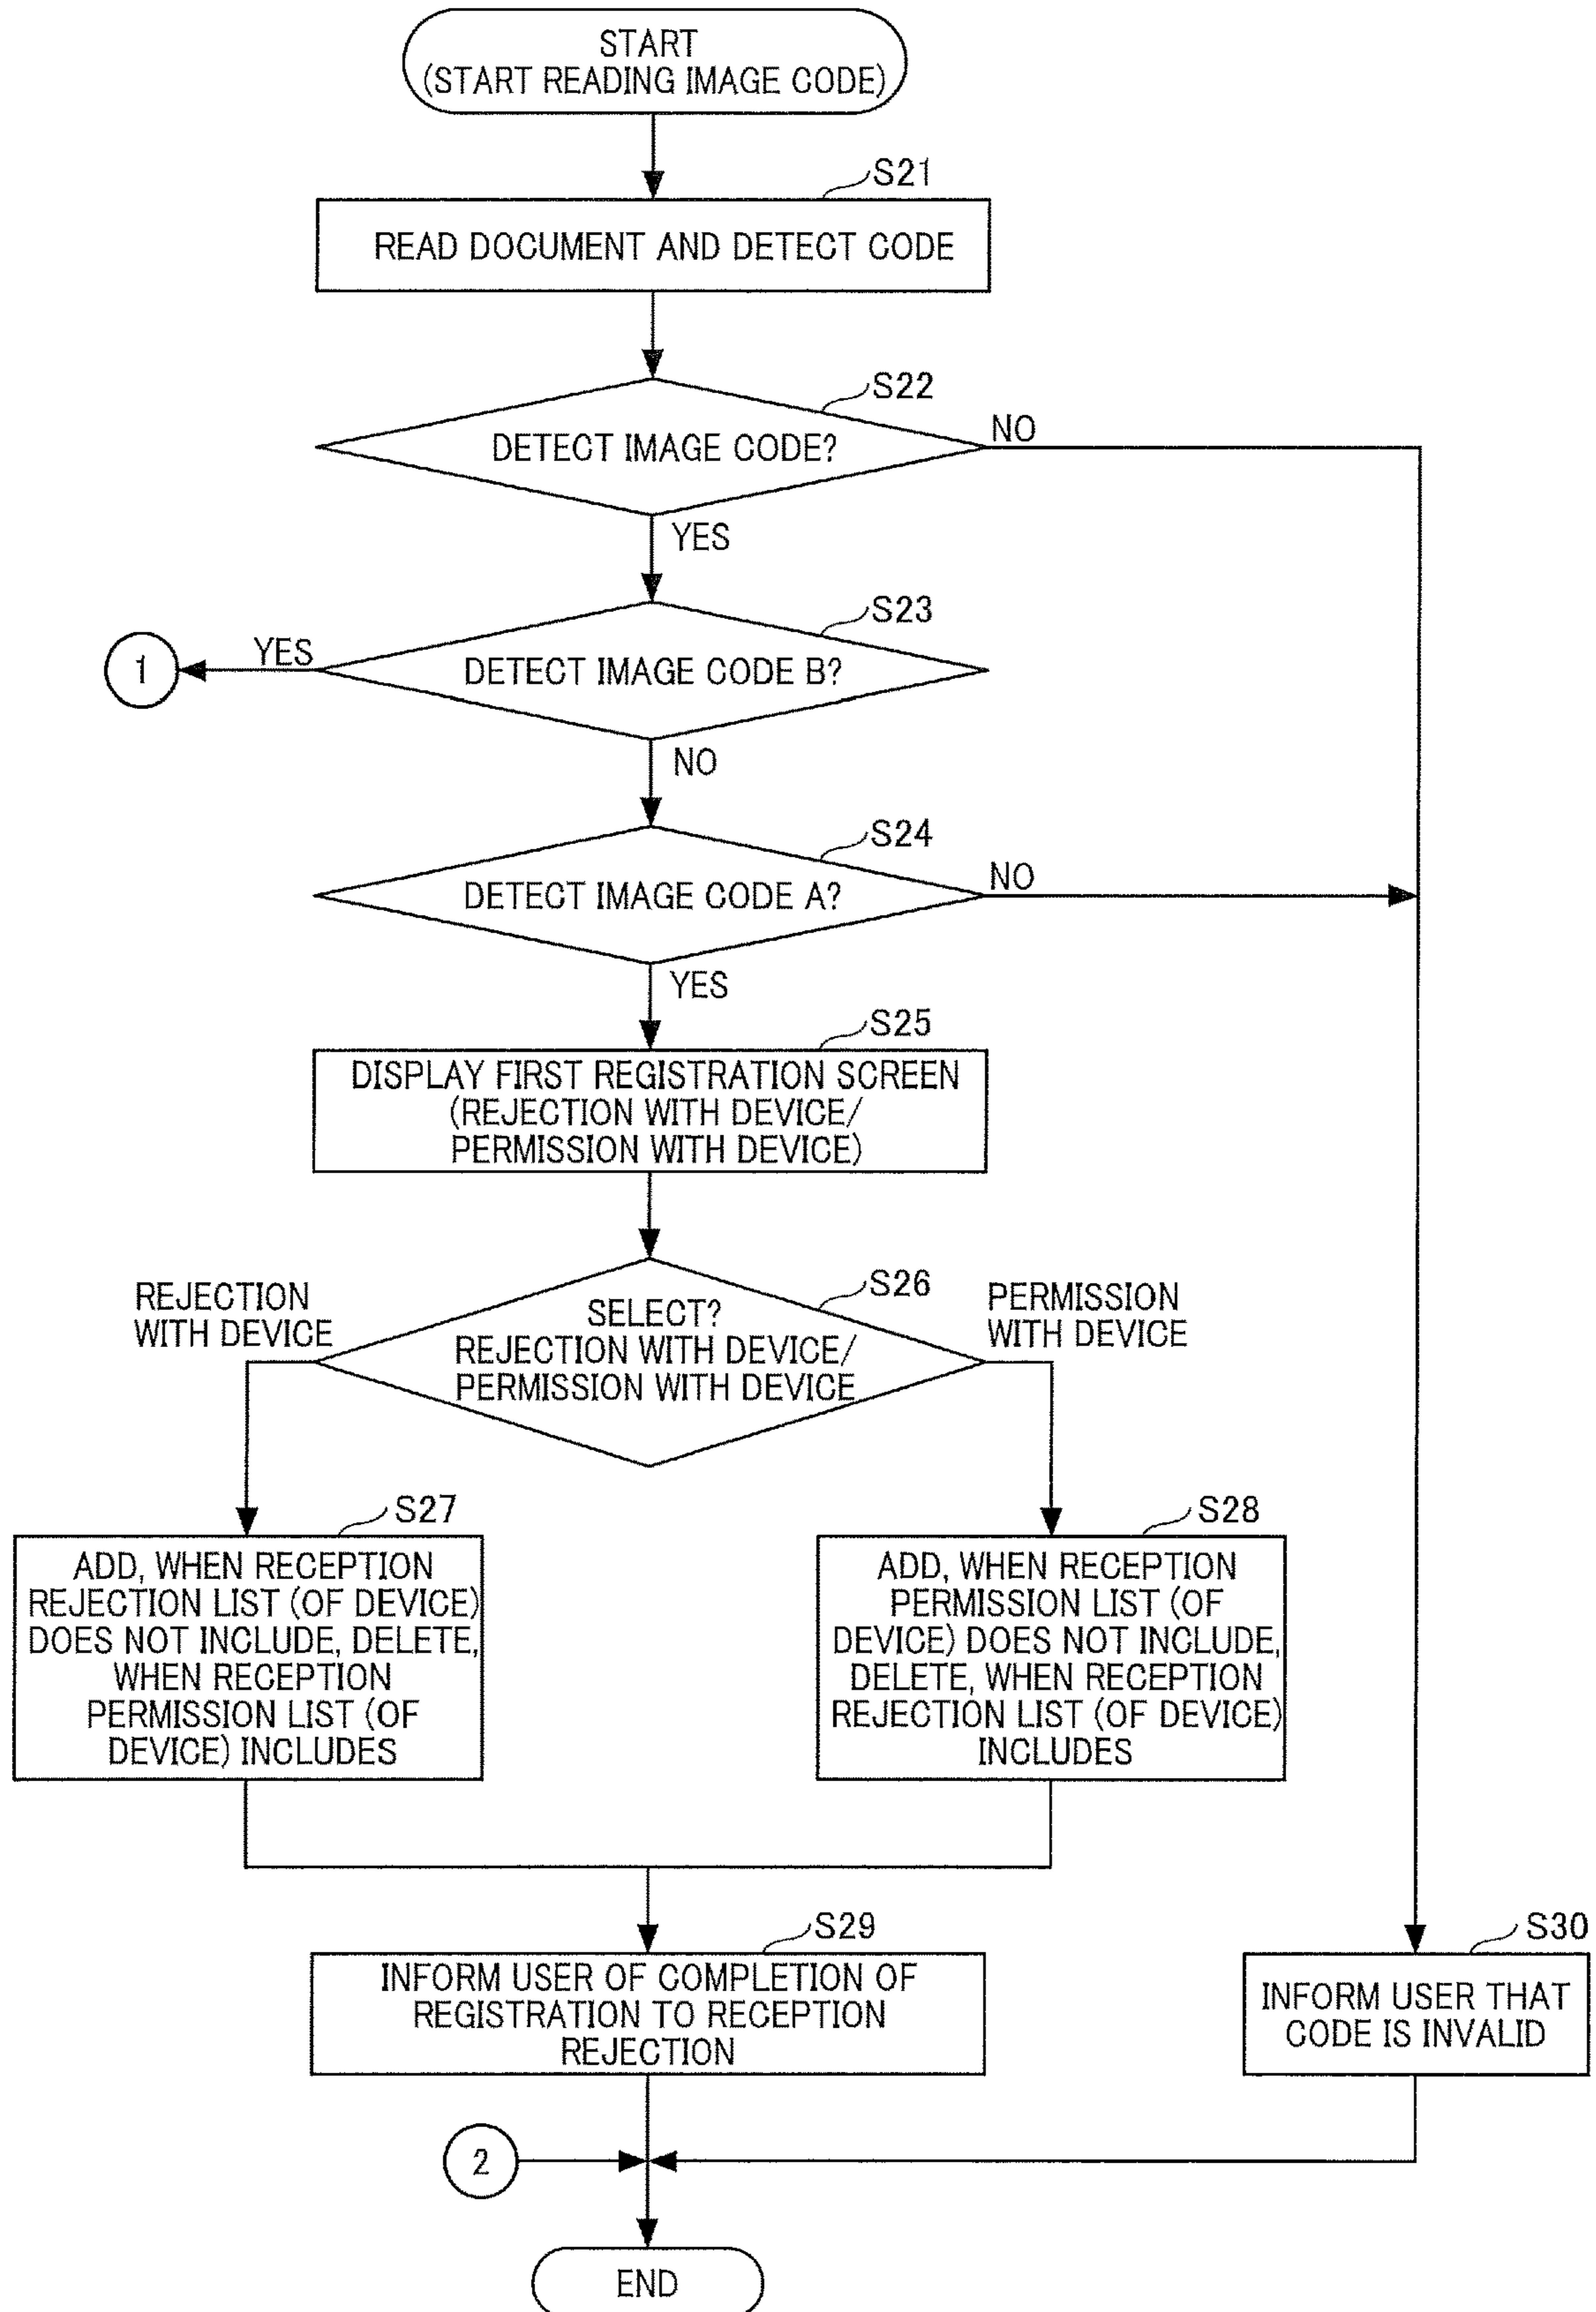 START
(START READING IMAGE CODE)
S21
READ DOCUMENT AND DETECT CODE
S22
DETECT IMAGE CODE?
NO
YES
S23
DETECT IMAGE CODE B?
YES
1
NO
S24
DETECT IMAGE CODE A?
NO
YES
S25
DISPLAY FIRST REGISTRATION SCREEN
(REJECTION WITH DEVICE/
PERMISSION WITH DEVICE)
S26
SELECT?
REJECTION WITH DEVICE/
PERMISSION WITH DEVICE
REJECTION
WITH DEVICE
PERMISSION
WITH DEVICE
S27
ADD, WHEN RECEPTION
REJECTION LIST (OF DEVICE)
DOES NOT INCLUDE, DELETE,
WHEN RECEPTION
PERMISSION LIST (OF
DEVICE) INCLUDES
S28
ADD, WHEN RECEPTION
PERMISSION LIST (OF
DEVICE) DOES NOT INCLUDE,
DELETE, WHEN RECEPTION
REJECTION LIST (OF DEVICE)
INCLUDES
S29
INFORM USER OF COMPLETION OF
REGISTRATION TO RECEPTION
REJECTION
S30
INFORM USER THAT
CODE IS INVALID
2
END